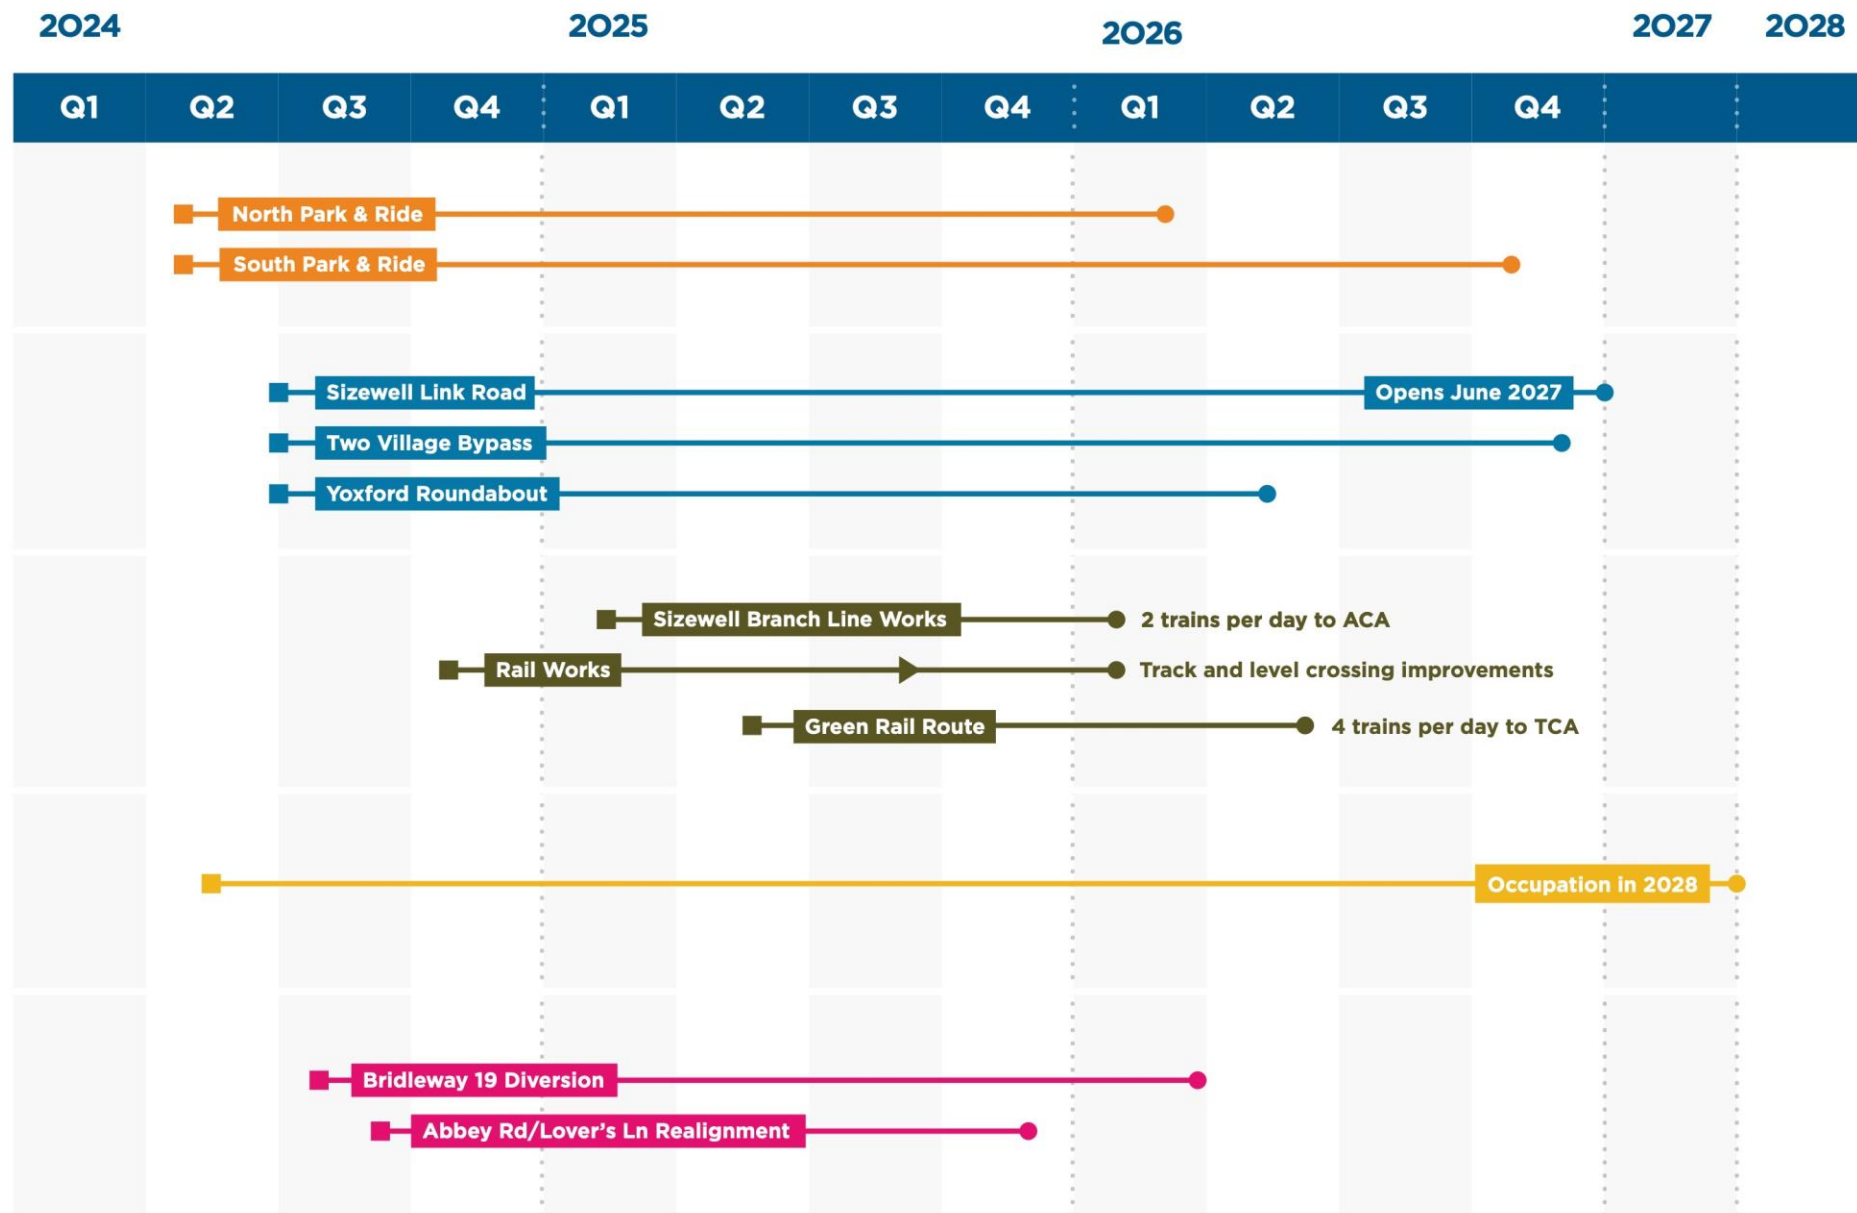 2024 2025 2026 2027 2028
Q1 Q2 Q3 Q4 Q1 Q2 Q3 Q4 Q1 Q2 Q3 Q4
North Park & Ride
South Park & Ride
Sizewell Link Road Opens June 2027
Two Village Bypass
Yoxford Roundabout
Sizewell Branch Line Works 2 trains per day to ACA
Rail Works Track and level crossing improvements
Green Rail Route 4 trains per day to TCA
Occupation in 2028
Bridleway 19 Diversion
Abbey Rd/Lover’s Ln Realignment